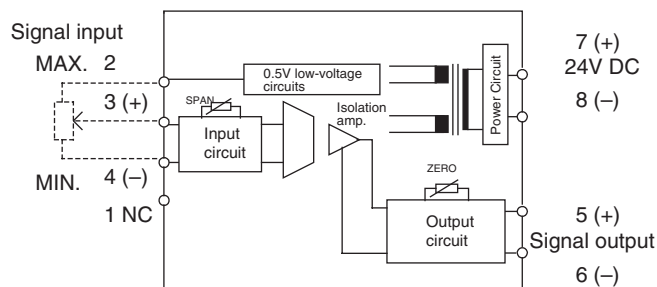 Signal input
MAX. 2
3 (+)
MIN. 4 (–)
1 NC
0.5V low-voltage
circuits
SPAN
Input
circuit
Isolation
amp.
Power Circuit
ZERO
Output
circuit
7 (+)
24V DC
8 (–)
5 (+)
Signal output
6 (–)